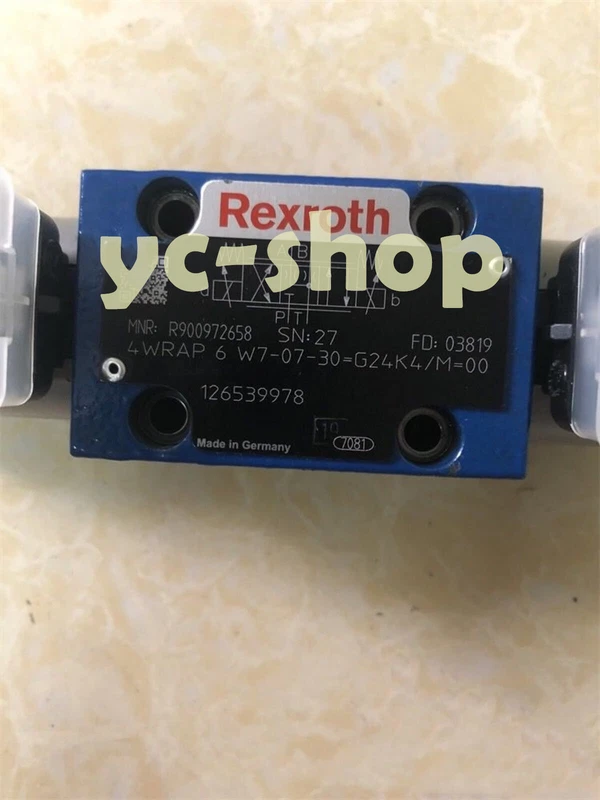 Rexroth
yc-shop
B
a b
P T
MNR: R900972658 SN: 27 FD: 03819
4WRAP 6 W7-07-30=G24K4/M=00
126539978
19
Made in Germany 7081